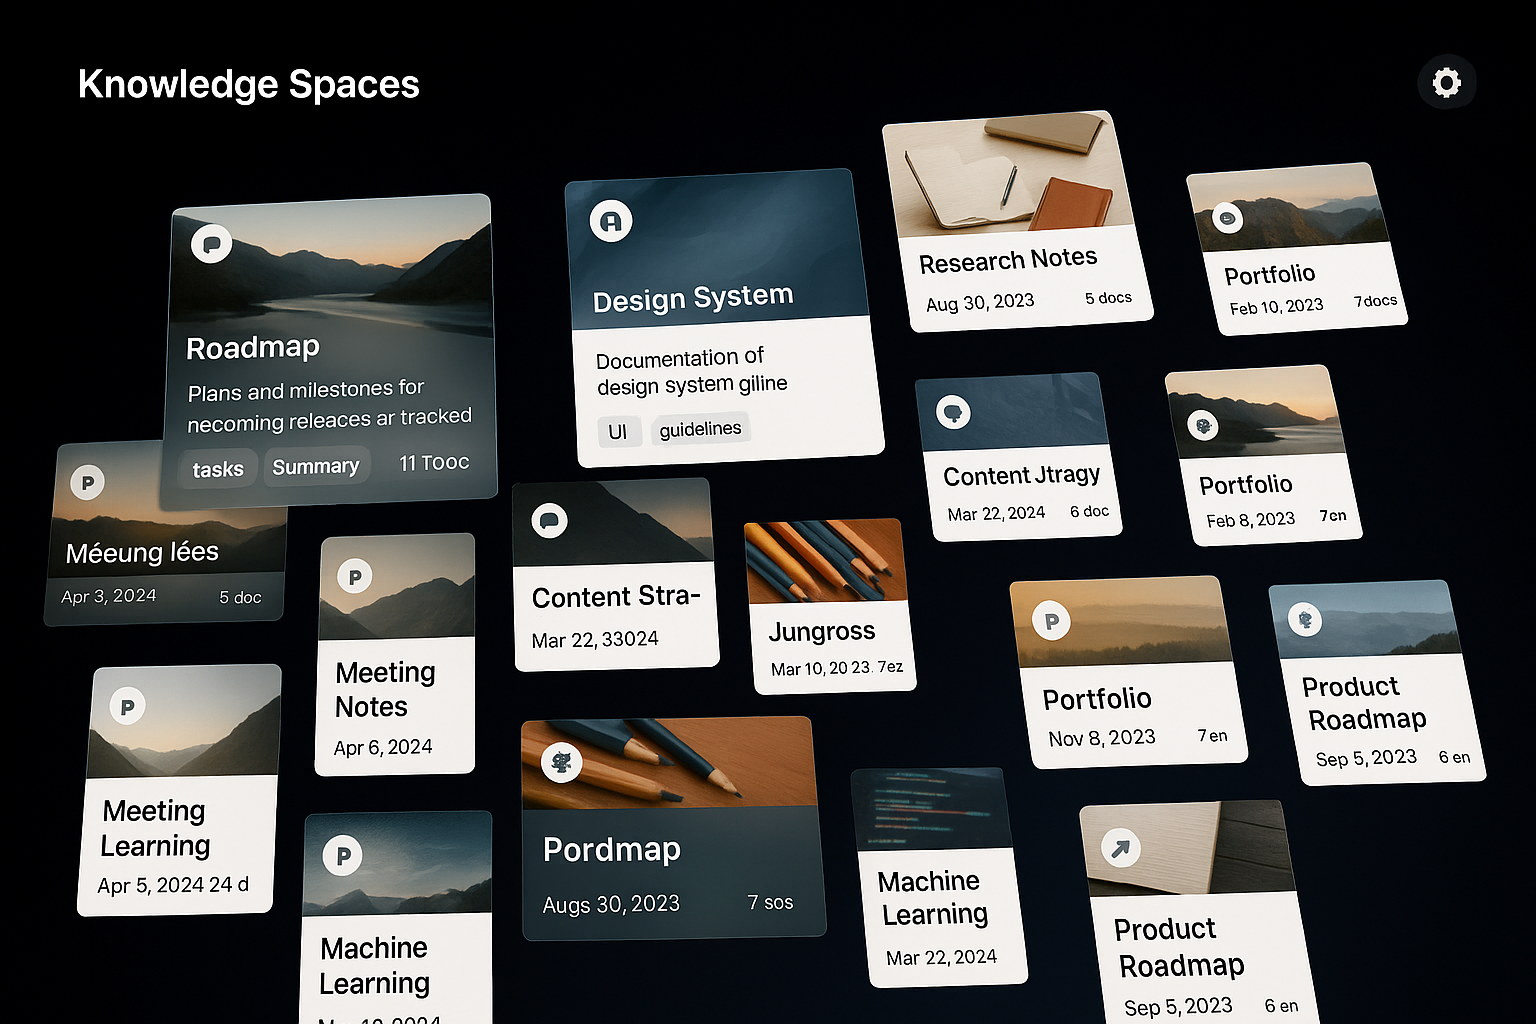 Knowledge Spaces
Roadmap
Plans and milestones for
necoming releaces ar tracked
tasks
Summary
11 Tooc
A
Design System
Documentation of
design system giline
UI
guidelines
Research Notes
Aug 30, 2023
5 docs
Portfolio
Feb 10, 2023
7docs
Content Jtragy
Mar 22, 2024
6 doc
Portfolio
Feb 8, 2023
7cn
P
Méeung lées
Apr 3, 2024
5 doc
P
Meeting
Notes
Apr 6, 2024
Content Stra-
Mar 22, 33024
Jungross
Mar 10, 20 23. 7ez
P
Portfolio
Nov 8, 2023
7 en
Product
Roadmap
Sep 5, 2023
6 en
P
Meeting
Learning
Apr 5, 2024 24 d
P
Machine
Learning
Pordmap
Augs 30, 2023
7 sos
Machine
Learning
Mar 22, 2024
Product
Roadmap
Sep 5, 2023
6 en